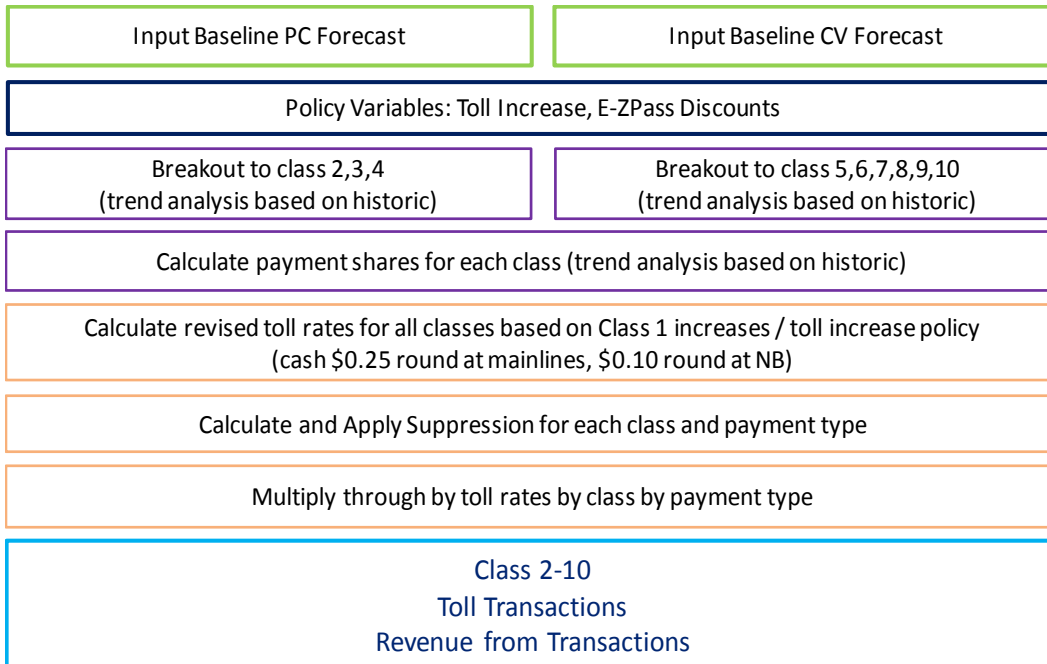 Input Baseline PC Forecast
Input Baseline CV Forecast
Policy Variables: Toll Increase, E-ZPass Discounts
Breakout to class 2,3,4
(trend analysis based on historic)
Breakout to class 5,6,7,8,9,10
(trend analysis based on historic)
Calculate payment shares for each class (trend analysis based on historic)
Calculate revised toll rates for all classes based on Class 1 increases / toll increase policy
(cash $0.25 round at mainlines, $0.10 round at NB)
Calculate and Apply Suppression for each class and payment type
Multiply through by toll rates by class by payment type
Class 2-10
Toll Transactions
Revenue from Transactions